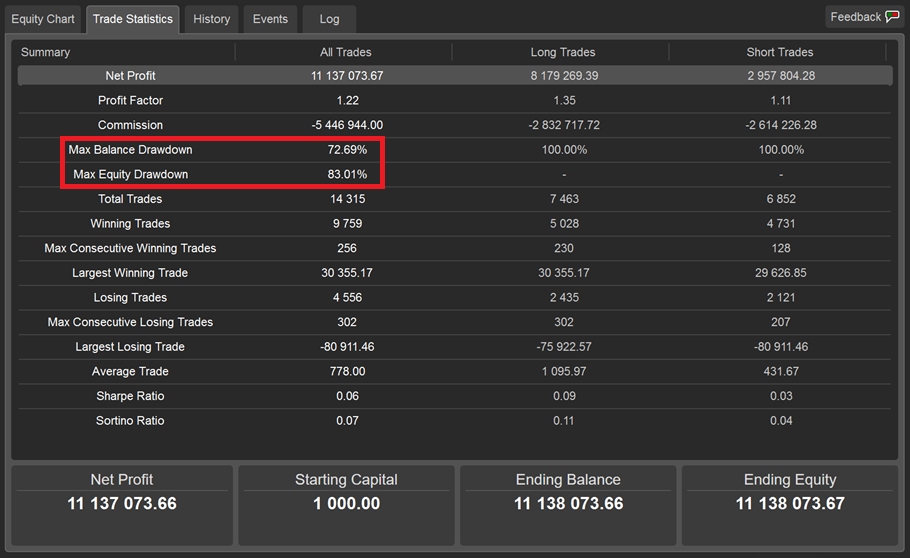 Equity Chart Trade Statistics History Events Log Feedback
Summary All Trades Long Trades Short Trades
Net Profit 11 137 073.67 8 179 269.39 2 957 804.28
Profit Factor 1.22 1.35 1.11
Commission -5 446 944.00 -2 832 717.72 -2 614 226.28
Max Balance Drawdown 72.69% 100.00% 100.00%
Max Equity Drawdown 83.01% - -
Total Trades 14 315 7 463 6 852
Winning Trades 9 759 5 028 4 731
Max Consecutive Winning Trades 256 230 128
Largest Winning Trade 30 355.17 30 355.17 29 626.85
Losing Trades 4 556 2 435 2 121
Max Consecutive Losing Trades 302 302 207
Largest Losing Trade -80 911.46 -75 922.57 -80 911.46
Average Trade 778.00 1 095.97 431.67
Sharpe Ratio 0.06 0.09 0.03
Sortino Ratio 0.07 0.11 0.04
Net Profit Starting Capital Ending Balance Ending Equity
11 137 073.66 1 000.00 11 138 073.66 11 138 073.67